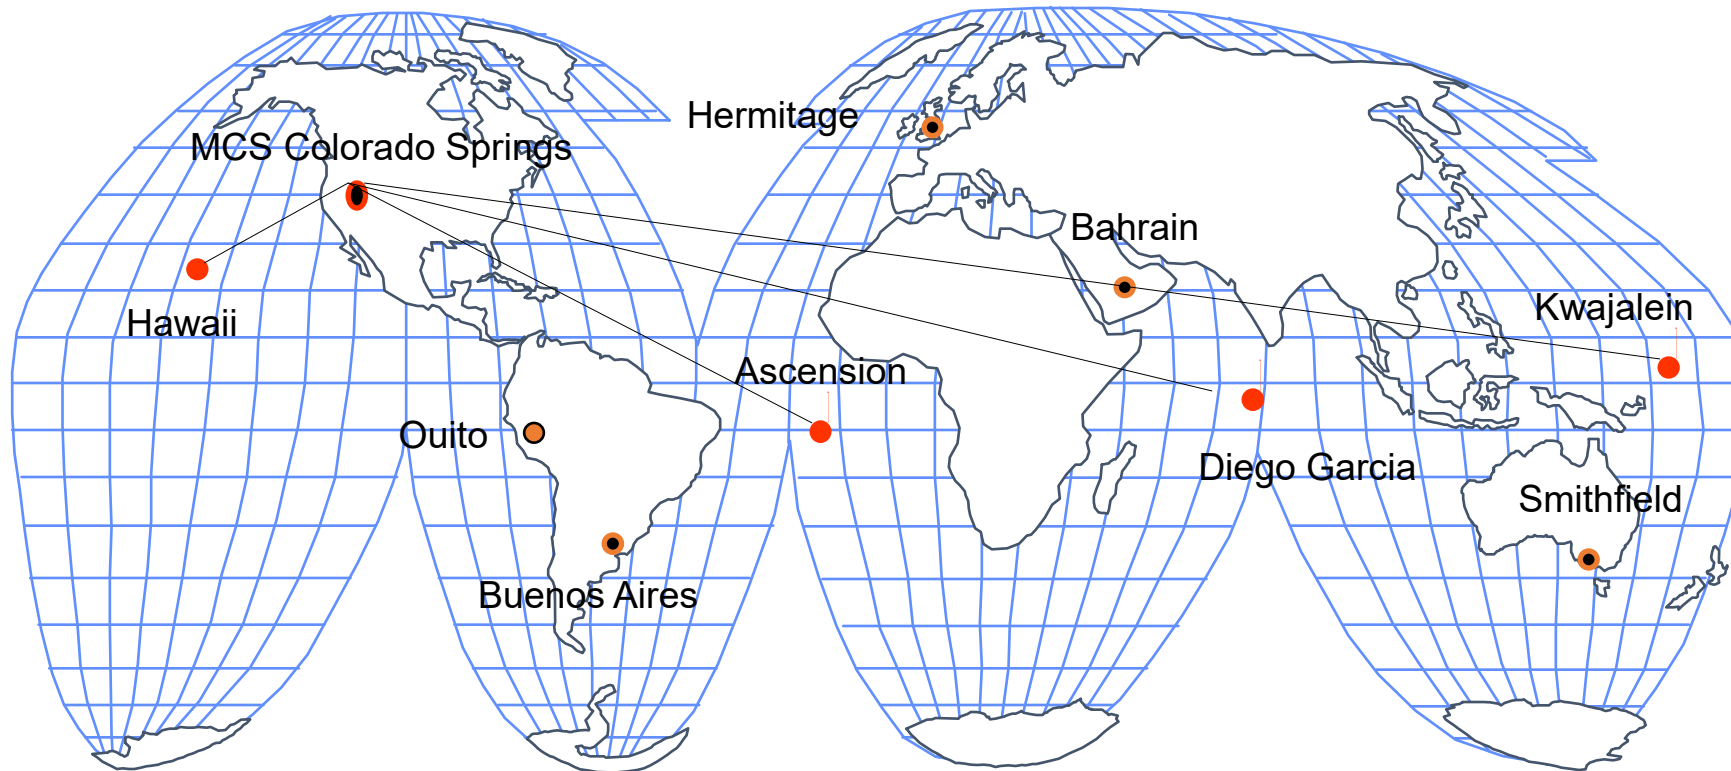 Hermitage
MCS Colorado Springs
Bahrain
Kwajalein
Hawaii
Ascension
Ouito
Diego Garcia
Smithfield
Buenos Aires